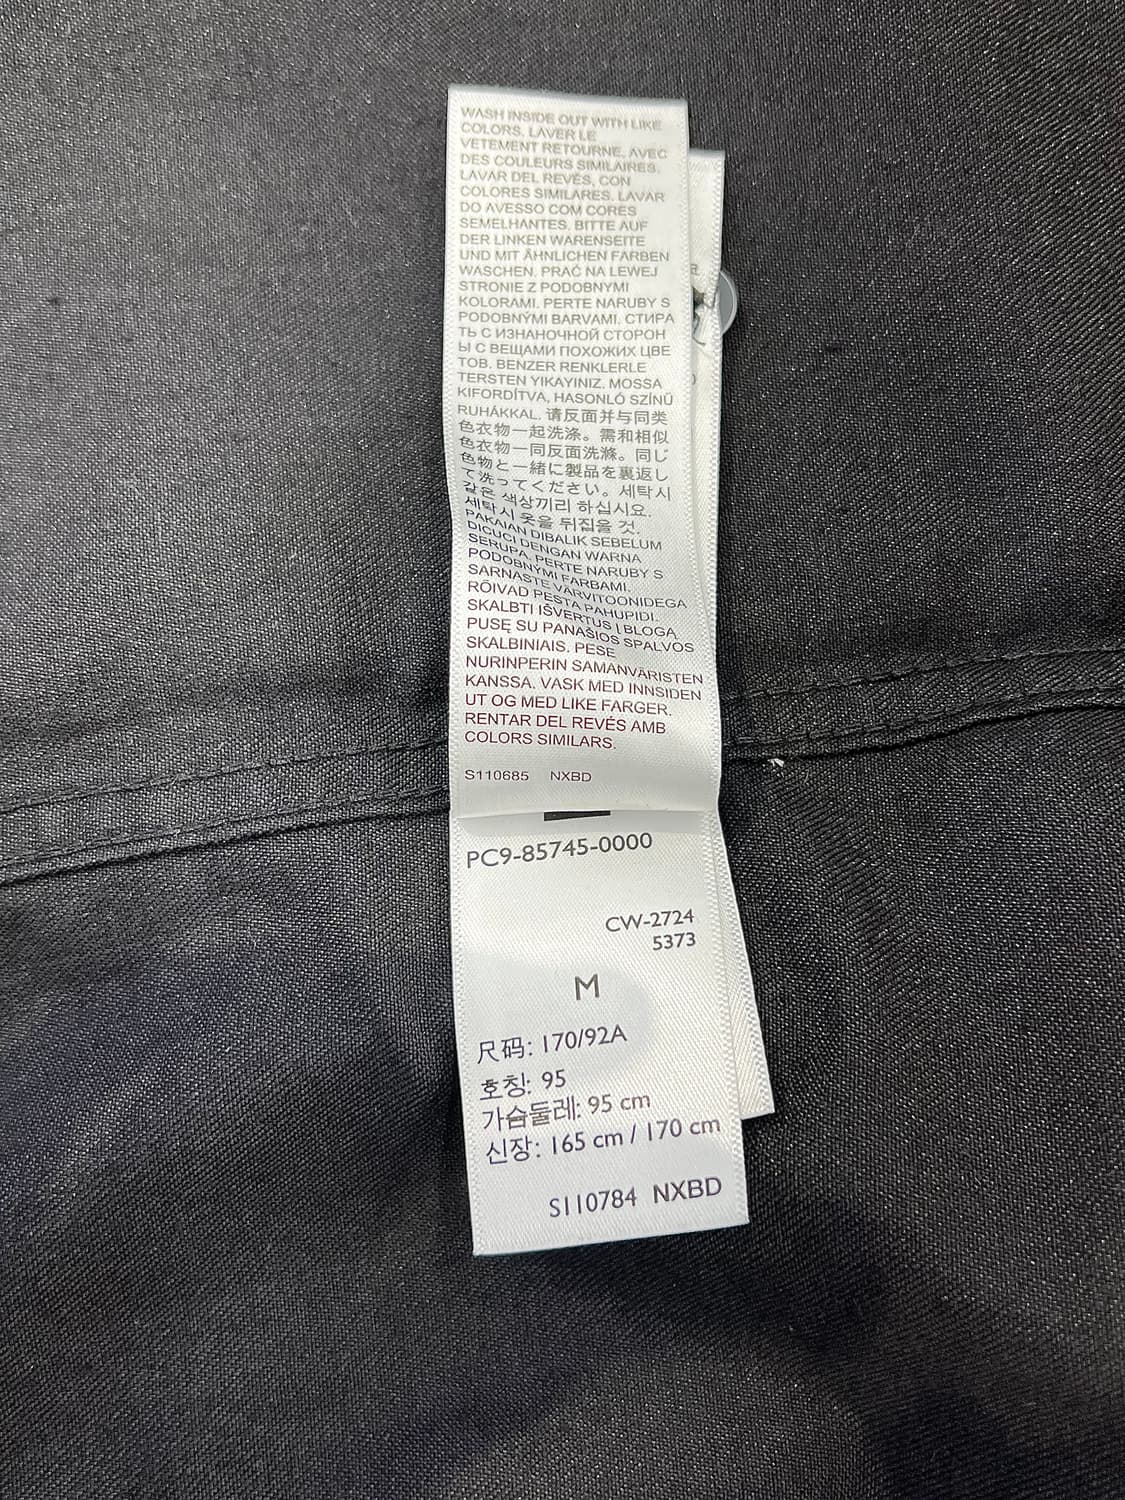 WASH INSIDE OUT WITH LIKE
COLORS. LAVER LE
VETEMENT RETOURNE, AVEC
DES COULEURS SIMILAIRES.
LAVAR DEL REVÉS, CON
COLORES SIMILARES. LAVAR
DO AVESSO COM CORES
SEMELHANTES. BITTE AUF
DER LINKEN WARENSEITE
UND MIT ÄHNLICHEN FARBEN
WASCHEN. PRAĆ NA LEWEJ
STRONIE Z PODOBNYMI
KOLORAMI. PERTE NARUBY S
PODOBNÝMI BARVAMI. СТИРА
ТЬ С ИЗНАНОЧНОЙ СТОРОН
Ы С ВЕЩАМИ ПОХОЖИХ ЦВЕ
ТОВ. BENZER RENKLERLE
TERSTEN YIKAYINIZ. MOSSA
KIFORDÍTVA, HASONLÓ SZÍNŰ
RUHÁKKAL. 请反面并与同类
色衣物一起洗涤。需和相似
色衣物一同反面洗滌。同じ
色物と一緒に製品を裏返し
て洗ってください。세탁시
같은 색상끼리 하십시요.
세탁시 옷을 뒤집을 것.
PAKAIAN DIBALIK SEBELUM
DICUCI DENGAN WARNA
SERUPA. PERTE NARUBY S
PODOBNÝMI FARBAMI.
SARNASTE VÄRVITOONIDEGA
RÕIVAD PESTA PAHUPIDI.
SKALBTI IŠVERTUS Į BLOGĄ
PUSĘ SU PANAŠIOS SPALVOS
SKALBINIAIS. PESE
NURINPERIN SAMANVÄRISTEN
KANSSA. VASK MED INNSIDEN
UT OG MED LIKE FARGER.
RENTAR DEL REVÉS AMB
COLORS SIMILARS.
S110685 NXBD
PC9-85745-0000
CW-2724
5373
M
尺码: 170/92A
호칭: 95
가슴둘레: 95 cm
신장: 165 cm / 170 cm
S110784 NXBD